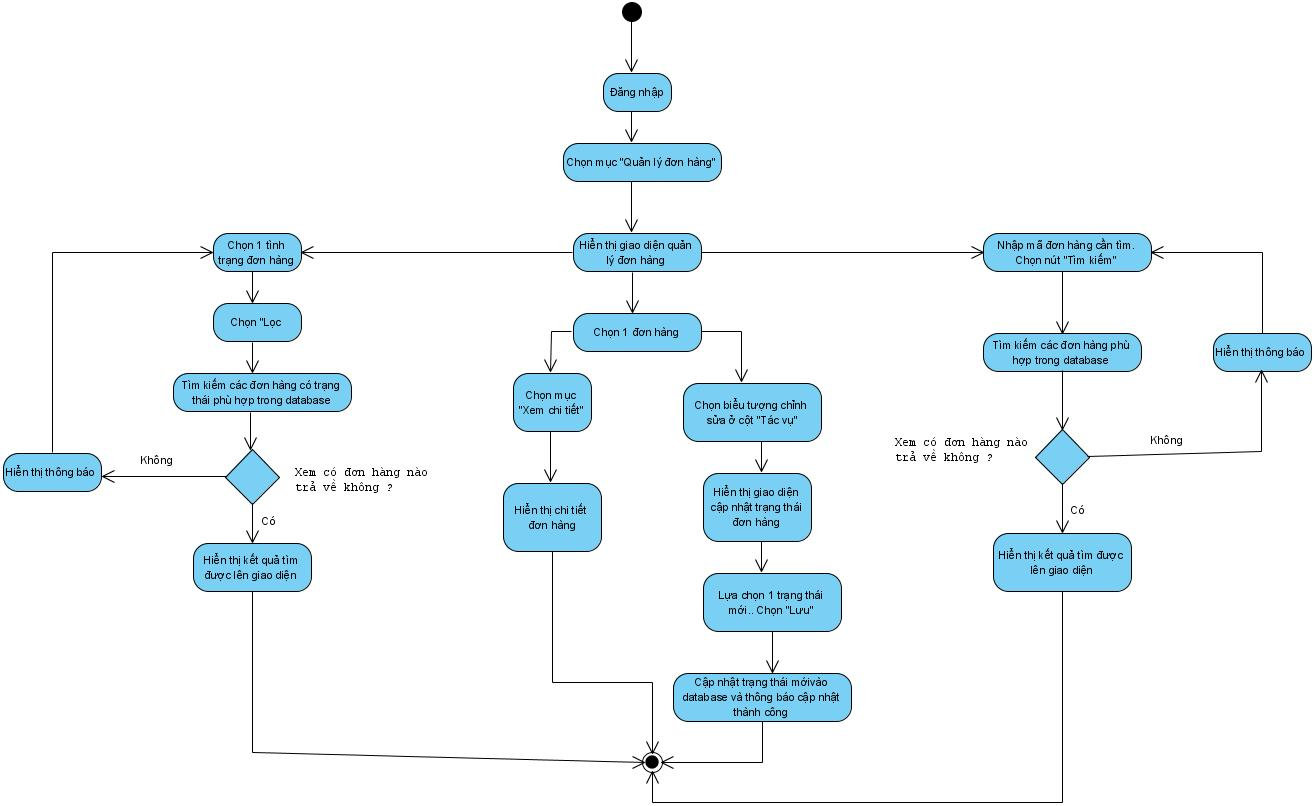 Đăng nhập
Chọn mục "Quản lý đơn hàng"
Hiển thị giao diện quản
lý đơn hàng
Chọn 1 tình
trạng đơn hàng
Chọn "Lọc
Tìm kiếm các đơn hàng có trạng
thái phù hợp trong database
Hiển thị thông báo
Không
Xem có đơn hàng nào
trả về không ?
Có
Hiển thị kết quả tìm
được lên giao diện
Chọn 1 đơn hàng
Chọn mục
"Xem chi tiết"
Hiển thị chi tiết
đơn hàng
Chọn biểu tượng chỉnh
sửa ở cột "Tác vụ"
Hiển thị giao diện
cập nhật trạng thái
đơn hàng
Lựa chọn 1 trạng thái
mới.. Chọn "Lưu"
Cập nhật trạng thái mớivào
database và thông báo cập nhật
thành công
Nhập mã đơn hàng cần tìm.
Chọn nút "Tìm kiếm"
Tìm kiếm các đơn hàng phù
hợp trong database
Hiển thị thông báo
Xem có đơn hàng nào
trả về không ?
Không
Có
Hiển thị kết quả tìm được
lên giao diện